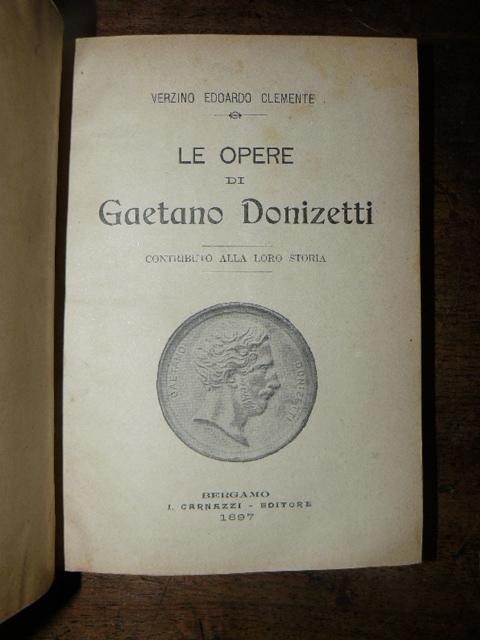 VERZINO EDOARDO CLEMENTE
LE OPERE
DI
Gaetano Donizetti
CONTRIBUTO ALLA LORO STORIA
GAETANO DONIZETTI
BERGAMO
I. CARNAZZI - EDITORE
1897